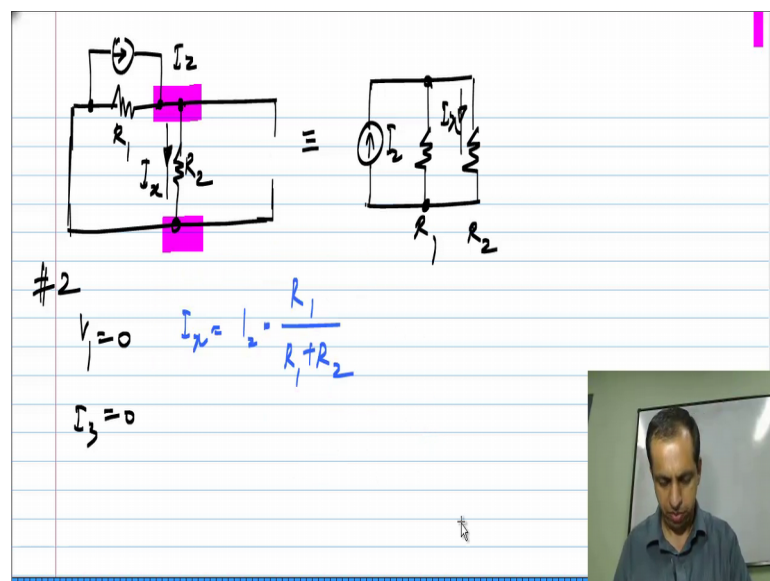 I2
R1
Ix R2
≡
I2 Ix
R1 R2
#2
V1 = 0
Ix = I2 · R1 / (R1 + R2)
I3 = 0